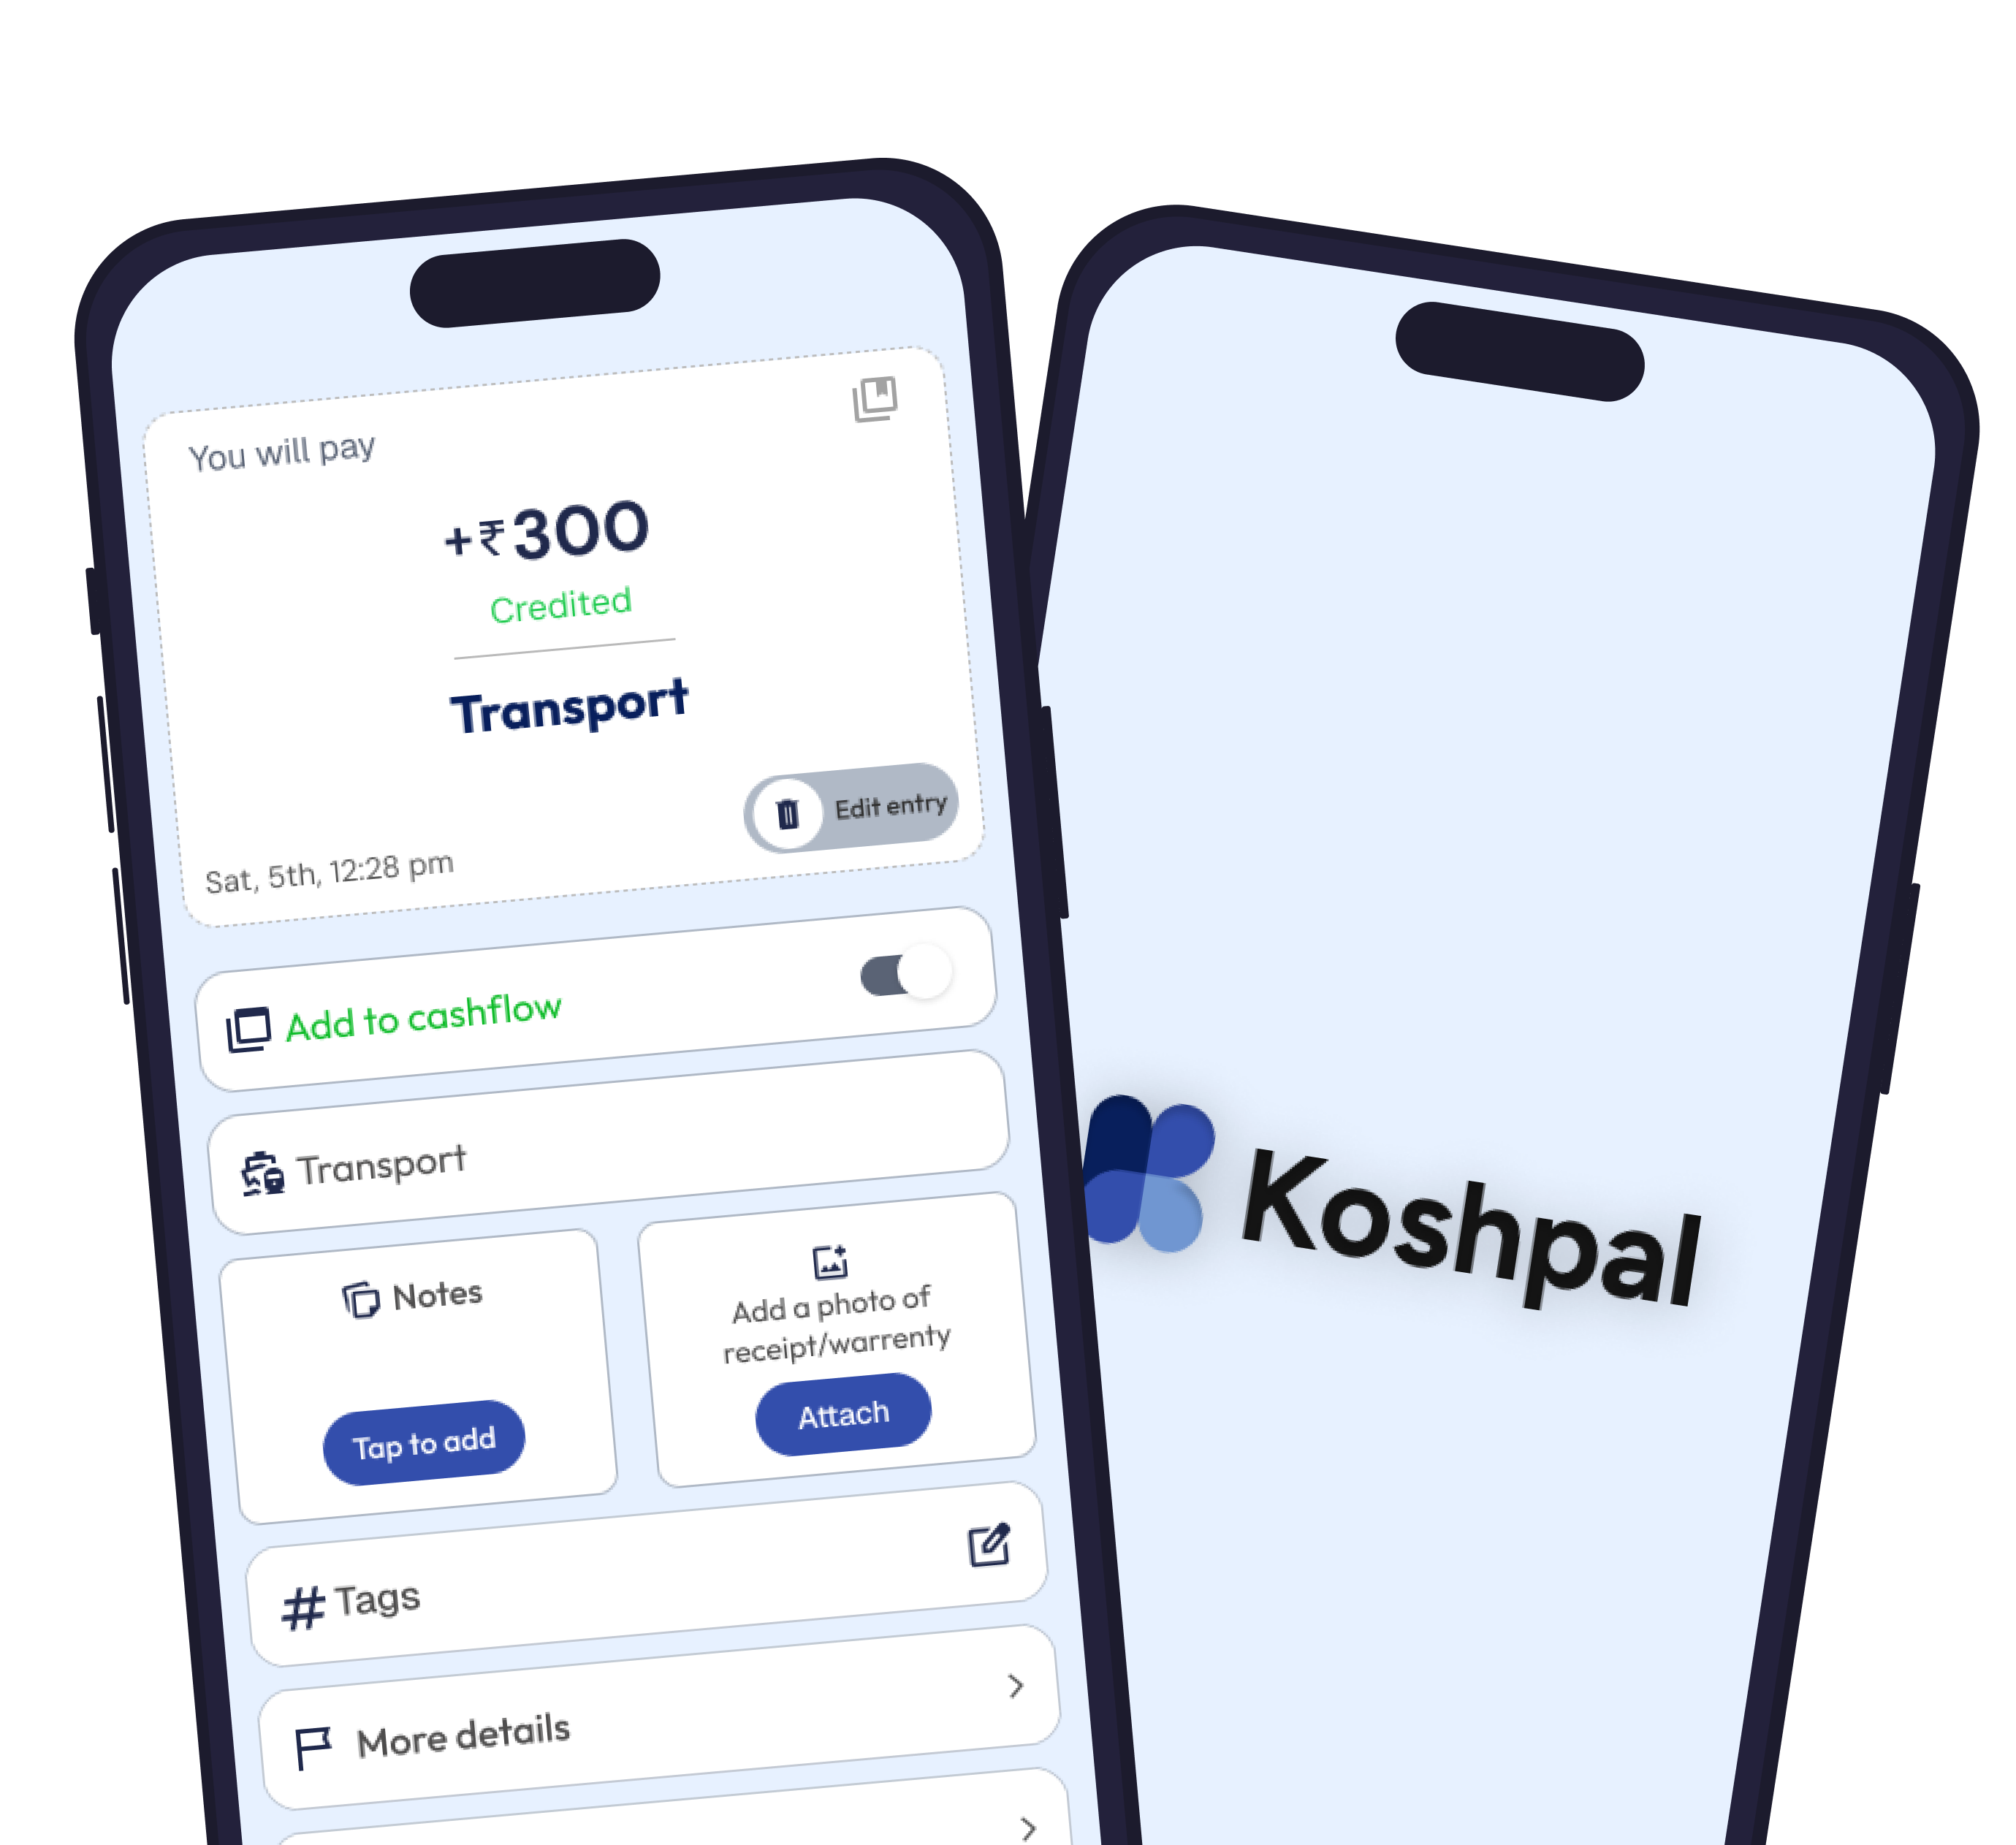 You will pay
+₹300
Credited
Transport
Edit entry
Sat, 5th, 12:28 pm
Add to cashflow
Transport
Notes
Tap to add
Add a photo of
receipt/warrenty
Attach
# Tags
More details
Koshpal